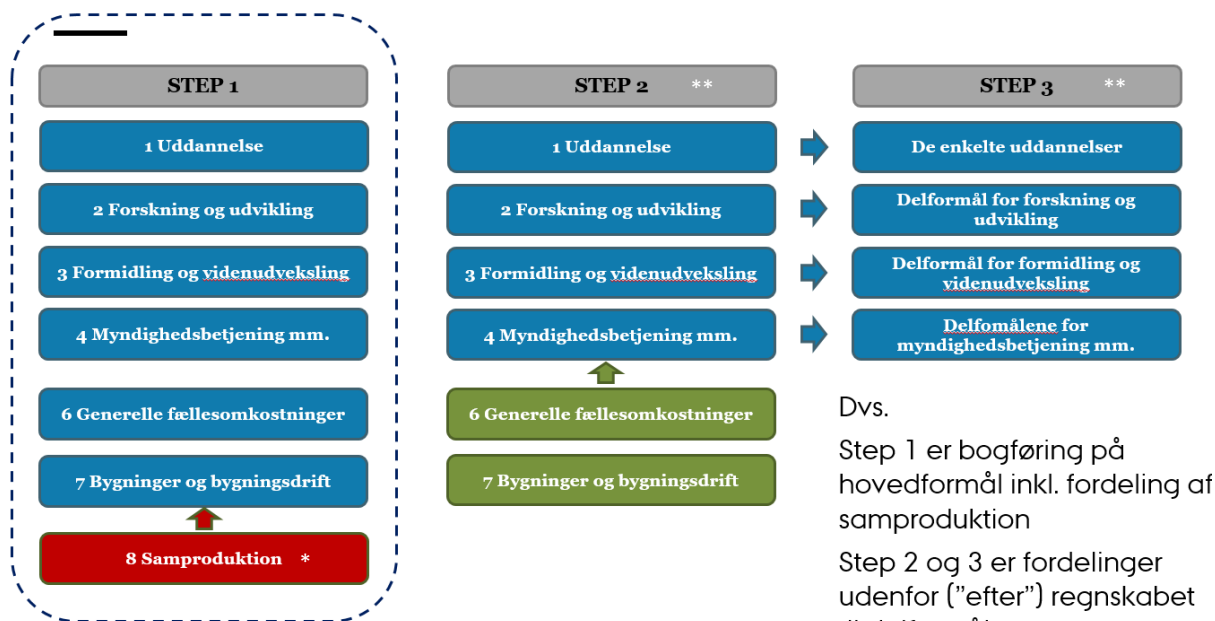 STEP 1
1 Uddannelse
2 Forskning og udvikling
3 Formidling og videnudveksling
4 Myndighedsbetjening mm.
6 Generelle fællesomkostninger
7 Bygninger og bygningsdrift
8 Samproduktion *
STEP 2 **
1 Uddannelse
2 Forskning og udvikling
3 Formidling og videnudveksling
4 Myndighedsbetjening mm.
6 Generelle fællesomkostninger
7 Bygninger og bygningsdrift
STEP 3 **
De enkelte uddannelser
Delformål for forskning og
udvikling
Delformål for formidling og
videnudveksling
Delfomålene for
myndighedsbetjening mm.
Dvs.
Step 1 er bogføring på
hovedformål inkl. fordeling af
samproduktion
Step 2 og 3 er fordelinger
udenfor (”efter”) regnskabet